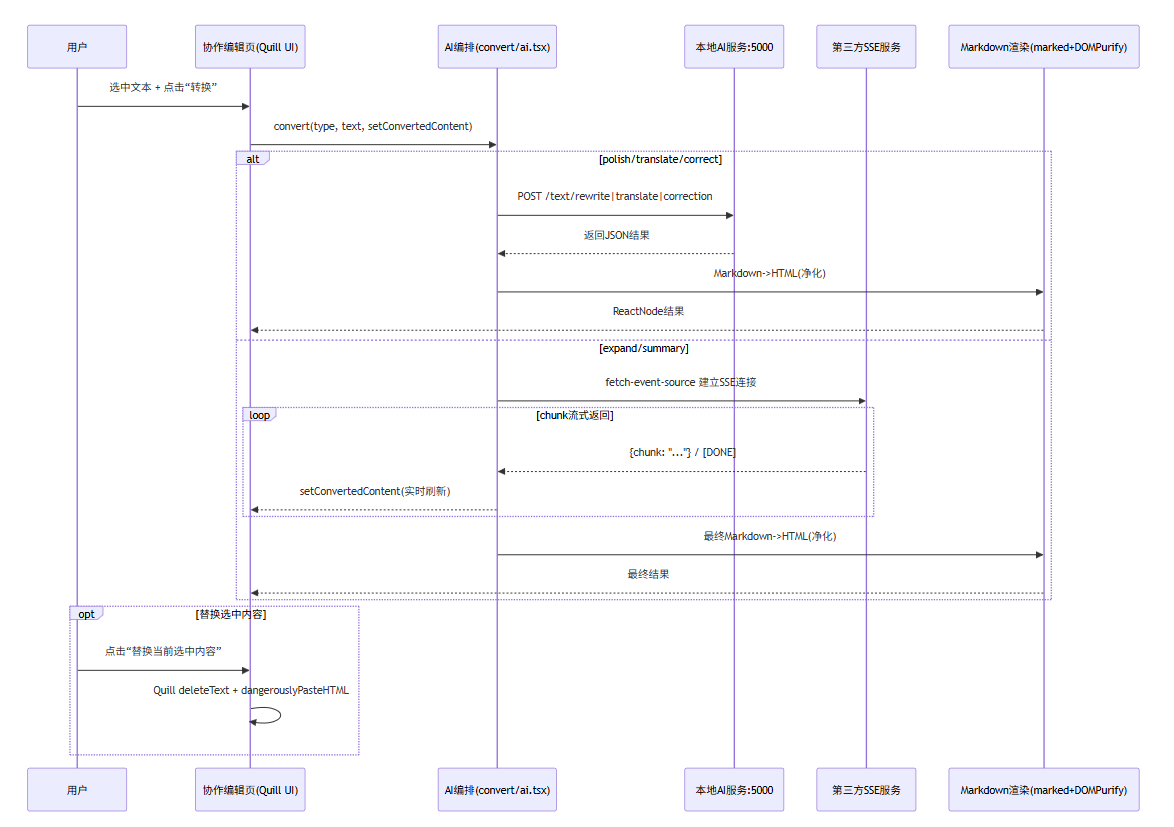 用户
协作编辑页(Quill UI)
AI编排(convert/ai.tsx)
本地AI服务:5000
第三方SSE服务
Markdown渲染(marked+DOMPurify)
选中文本 + 点击“转换”
convert(type, text, setConvertedContent)
alt
[polish/translate/correct]
POST /text/rewrite|translate|correction
返回JSON结果
Markdown->HTML(净化)
ReactNode结果
[expand/summary]
fetch-event-source 建立SSE连接
loop
[chunk流式返回]
{chunk: "..."} / [DONE]
setConvertedContent(实时刷新)
最终Markdown->HTML(净化)
最终结果
opt
[替换选中内容]
点击“替换当前选中内容”
Quill deleteText + dangerouslyPasteHTML
用户
协作编辑页(Quill UI)
AI编排(convert/ai.tsx)
本地AI服务:5000
第三方SSE服务
Markdown渲染(marked+DOMPurify)